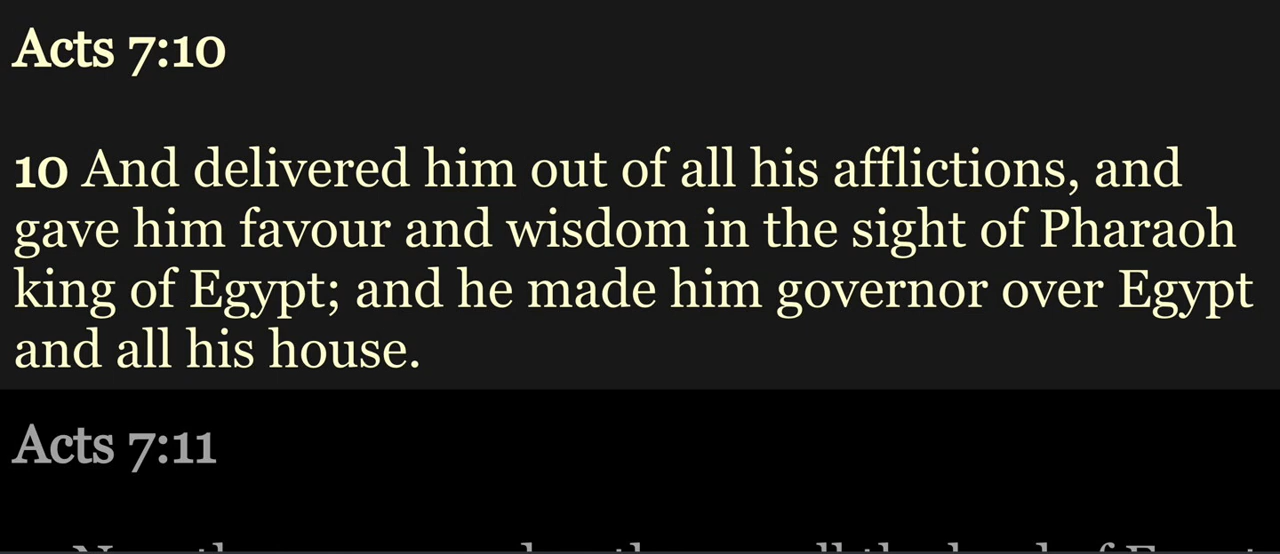 Acts 7:10
10 And delivered him out of all his afflictions, and
gave him favour and wisdom in the sight of Pharaoh
king of Egypt; and he made him governor over Egypt
and all his house.
Acts 7:11